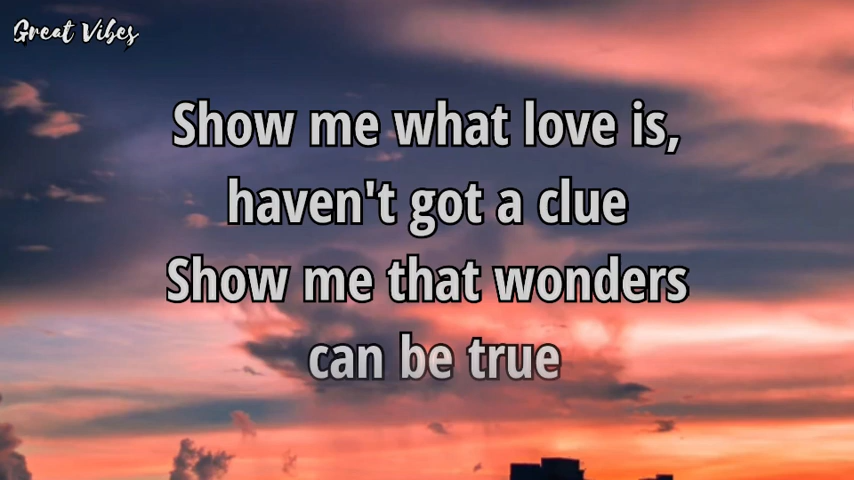 Great Vibes
Show me what love is,
haven't got a clue
Show me that wonders
can be true